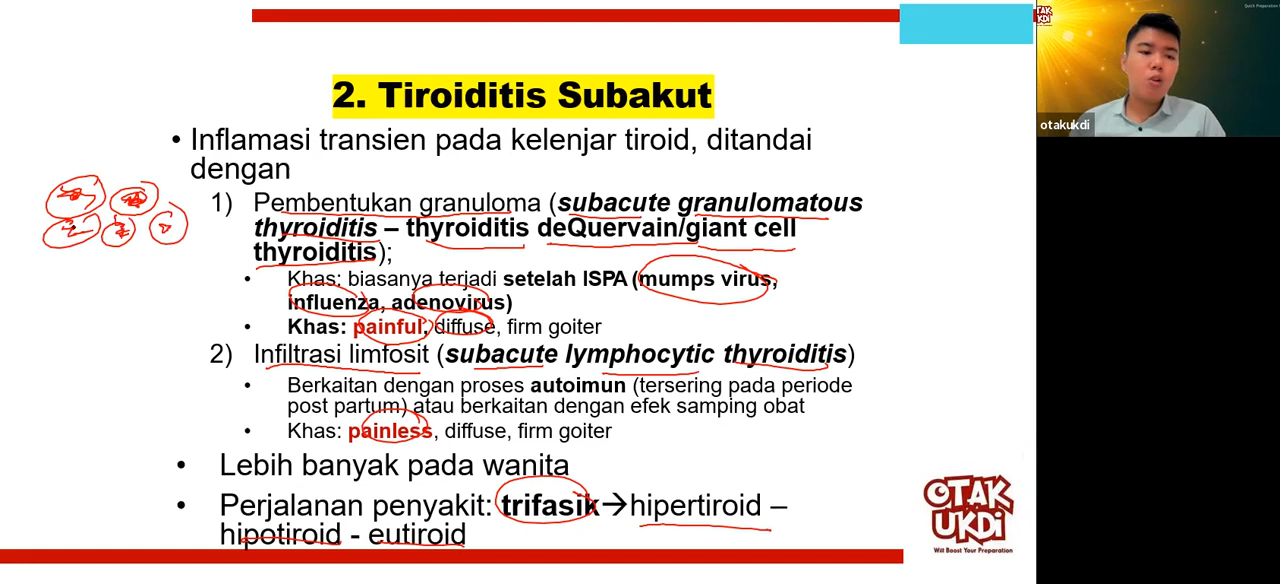 2. Tiroiditis Subakut
• Inflamasi transien pada kelenjar tiroid, ditandai
dengan
1) Pembentukan granuloma (subacute granulomatous
thyroiditis – thyroiditis deQuervain/giant cell
thyroiditis);
• Khas: biasanya terjadi setelah ISPA (mumps virus,
influenza, adenovirus)
• Khas: painful, diffuse, firm goiter
2) Infiltrasi limfosit (subacute lymphocytic thyroiditis)
• Berkaitan dengan proses autoimun (tersering pada periode
post partum) atau berkaitan dengan efek samping obat
• Khas: painless, diffuse, firm goiter
• Lebih banyak pada wanita
• Perjalanan penyakit: trifasik→hipertiroid –
hipotiroid - eutiroid
OTAK
UKDI
Will Boost Your Preparation
OTAK
UKDI
Quick Preparation
otakukdi